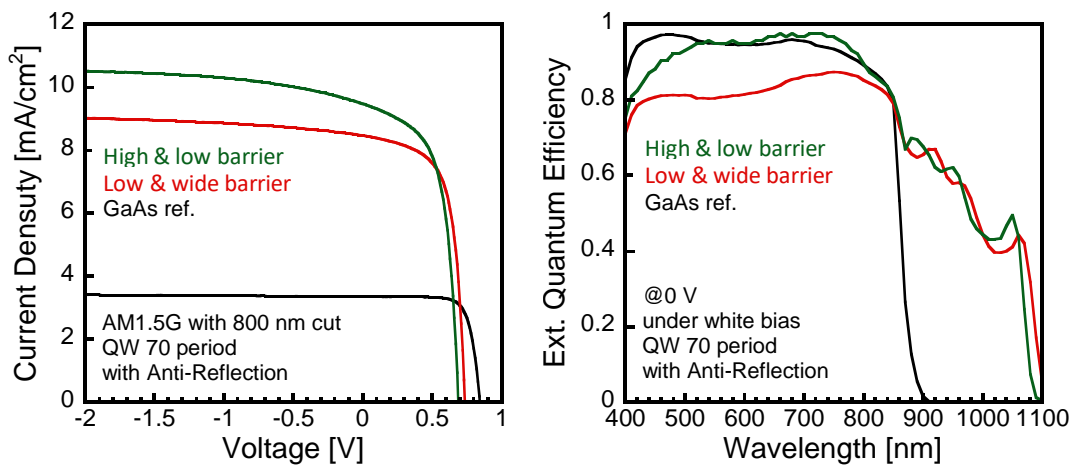 Current Density [mA/cm²]
12
10
8
6
4
2
0
High & low barrier
Low & wide barrier
GaAs ref.
AM1.5G with 800 nm cut
QW 70 period
with Anti-Reflection
-2 -1.5 -1 -0.5 0 0.5 1
Voltage [V]
Ext. Quantum Efficiency
1
0.8
0.6
0.4
0.2
0
High & low barrier
Low & wide barrier
GaAs ref.
@0 V
under white bias
QW 70 period
with Anti-Reflection
400 500 600 700 800 900 1000 1100
Wavelength [nm]